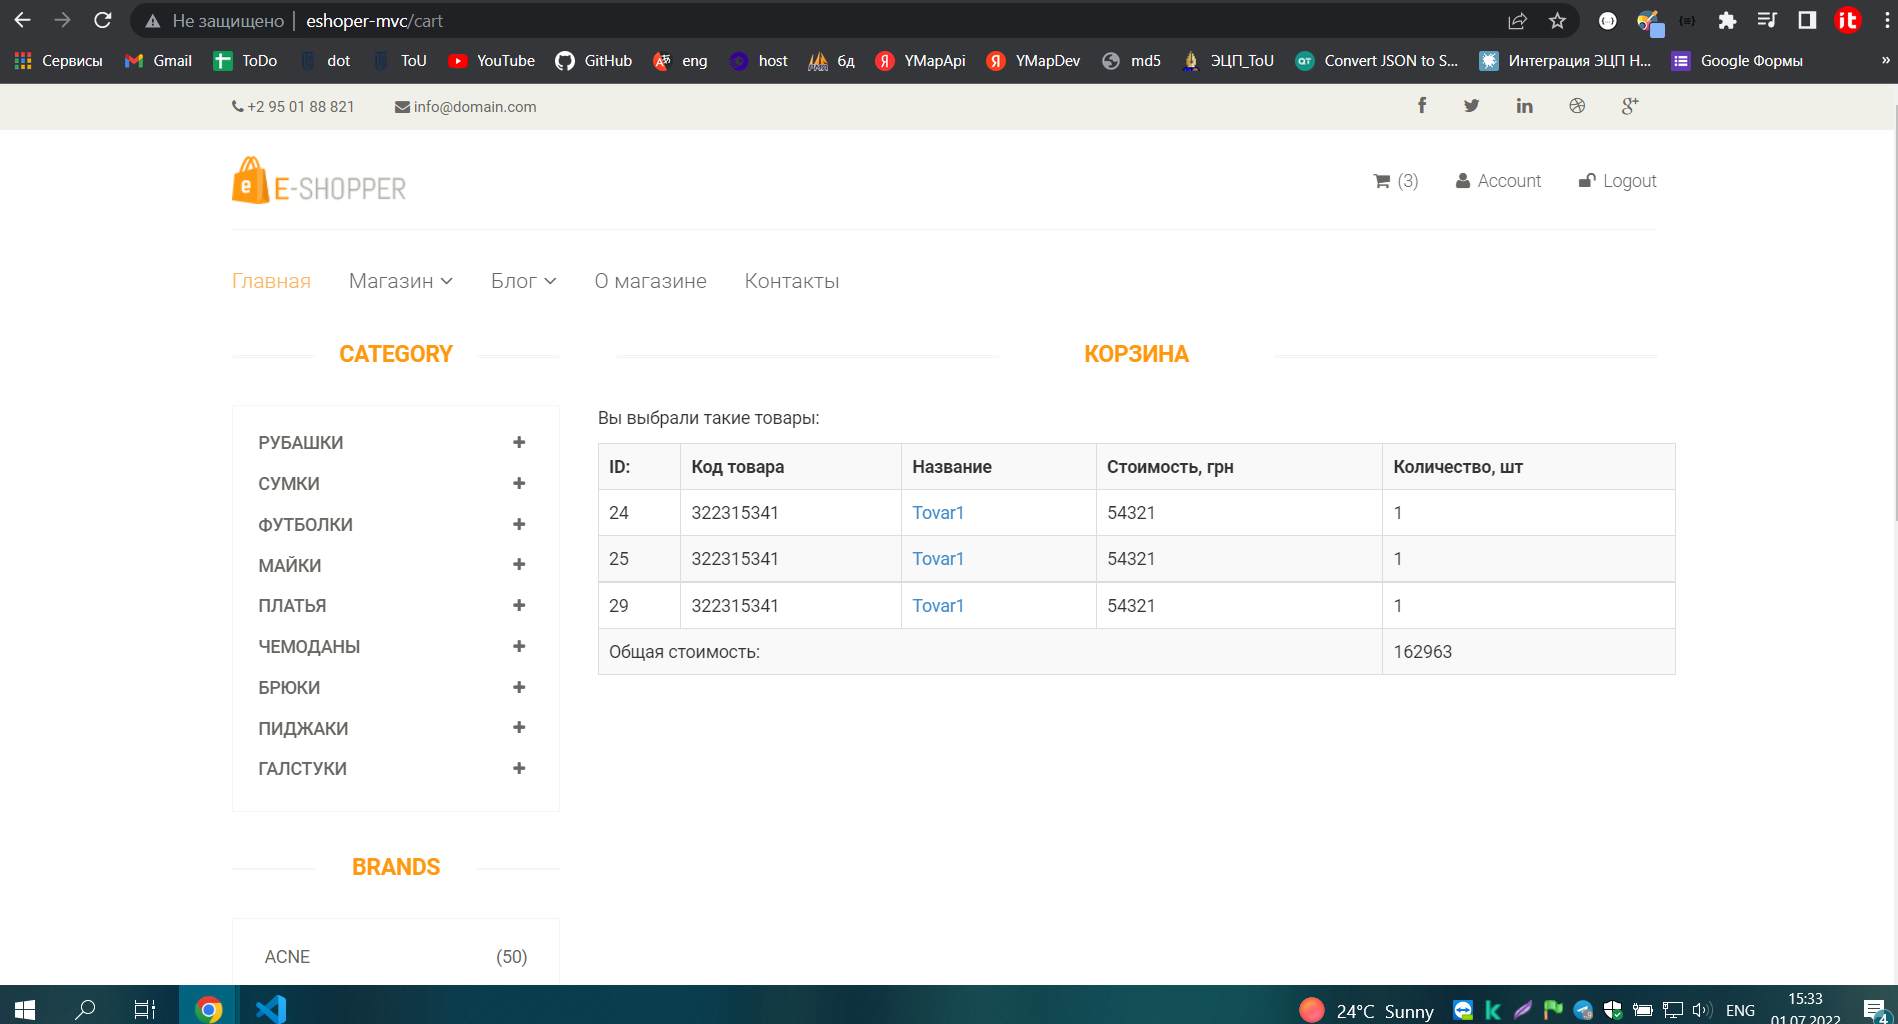 Не защищено | eshoper-mvc/cart
Сервисы Gmail ToDo dot ToU YouTube GitHub eng host бд YMapApi YMapDev md5 ЭЦП_ToU Convert JSON to S... Интеграция ЭЦП Н... Google Формы »
+2 95 01 88 821 info@domain.com
E-SHOPPER
(3) Account Logout
Главная Магазин Блог О магазине Контакты
CATEGORY
РУБАШКИ
СУМКИ
ФУТБОЛКИ
МАЙКИ
ПЛАТЬЯ
ЧЕМОДАНЫ
БРЮКИ
ПИДЖАКИ
ГАЛСТУКИ
BRANDS
ACNE (50)
КОРЗИНА
Вы выбрали такие товары:
ID: Код товара Название Стоимость, грн Количество, шт
24 322315341 Tovar1 54321 1
25 322315341 Tovar1 54321 1
29 322315341 Tovar1 54321 1
Общая стоимость: 162963
24°C Sunny ENG 15:33
01.07.2022
4